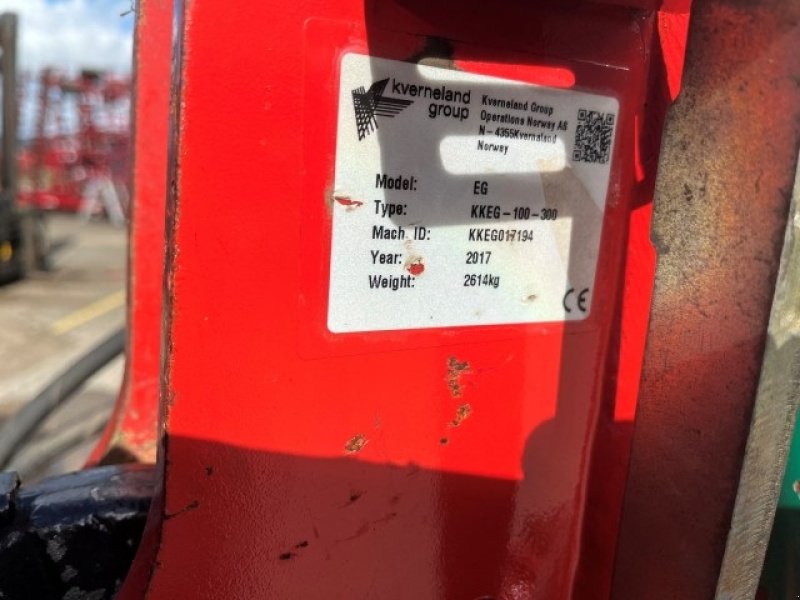 kverneland
group
Kverneland Group
Operations Norway AS
N - 4355Kvernaland
Norway
Model: EG
Type: KKEG-100-300
Mach. ID: KKEG017194
Year: 2017
Weight: 2614kg
CE